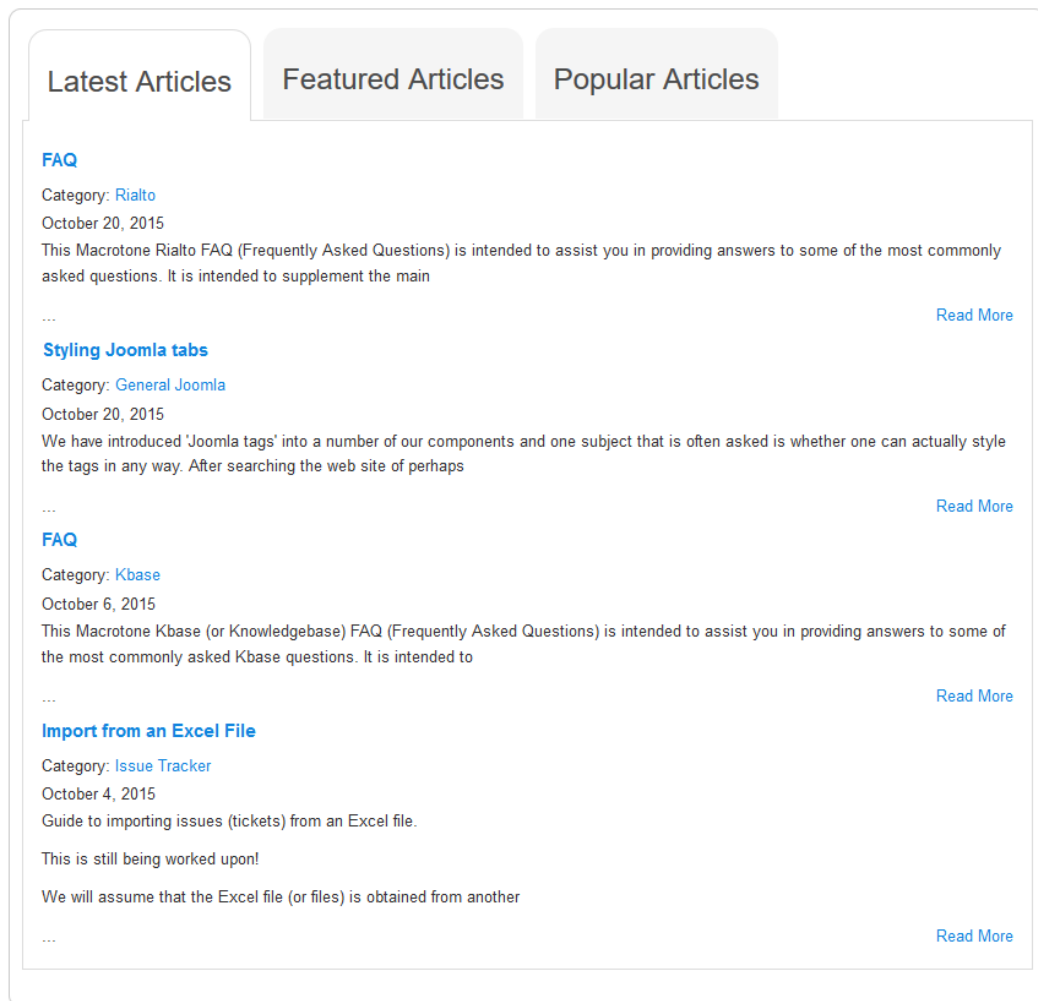 Latest Articles
Featured Articles
Popular Articles
FAQ
Category: Rialto
October 20, 2015
This Macrotone Rialto FAQ (Frequently Asked Questions) is intended to assist you in providing answers to some of the most commonly
asked questions. It is intended to supplement the main
...
Read More
Styling Joomla tabs
Category: General Joomla
October 20, 2015
We have introduced 'Joomla tags' into a number of our components and one subject that is often asked is whether one can actually style
the tags in any way. After searching the web site of perhaps
...
Read More
FAQ
Category: Kbase
October 6, 2015
This Macrotone Kbase (or Knowledgebase) FAQ (Frequently Asked Questions) is intended to assist you in providing answers to some of
the most commonly asked Kbase questions. It is intended to
...
Read More
Import from an Excel File
Category: Issue Tracker
October 4, 2015
Guide to importing issues (tickets) from an Excel file.
This is still being worked upon!
We will assume that the Excel file (or files) is obtained from another
...
Read More